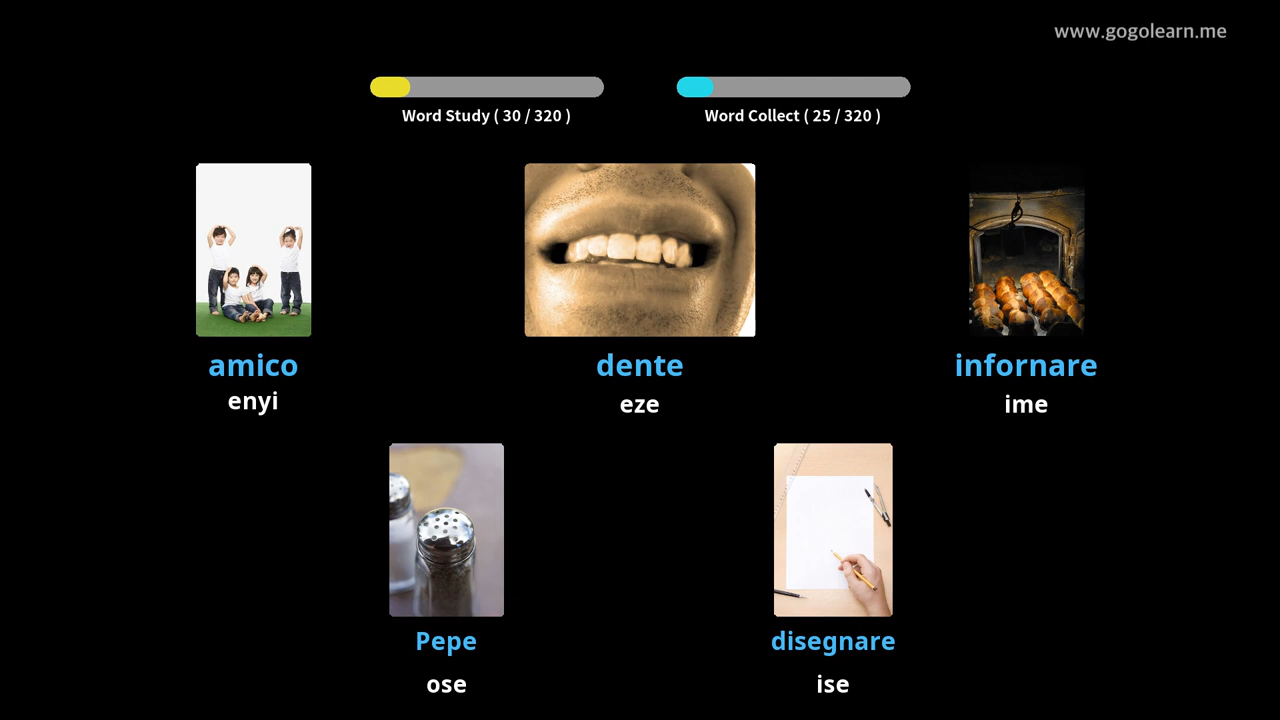 www.gogolearn.me
Word Study ( 30 / 320 )
Word Collect ( 25 / 320 )
amico
enyi
dente
eze
infornare
ime
Pepe
ose
disegnare
ise